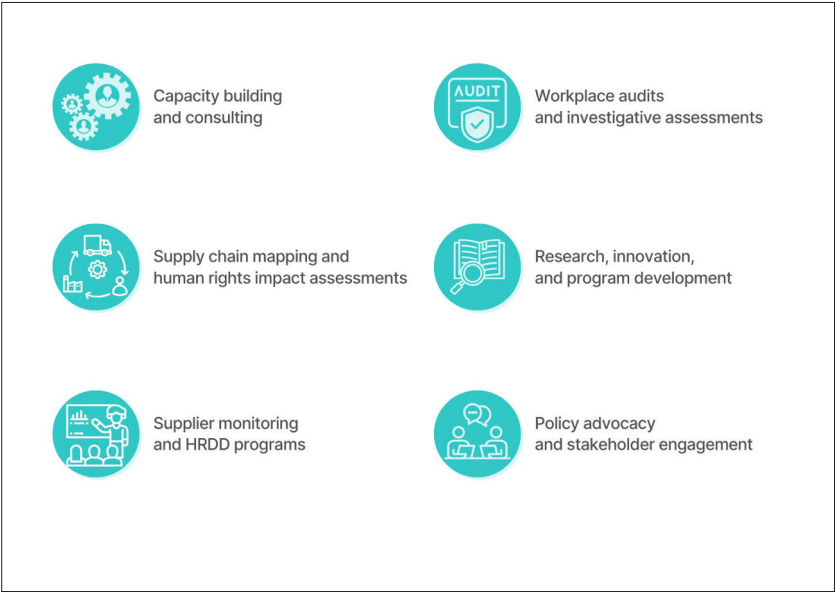 Capacity building
and consulting
AUDIT
Workplace audits
and investigative assessments
Supply chain mapping and
human rights impact assessments
Research, innovation,
and program development
Supplier monitoring
and HRDD programs
Policy advocacy
and stakeholder engagement